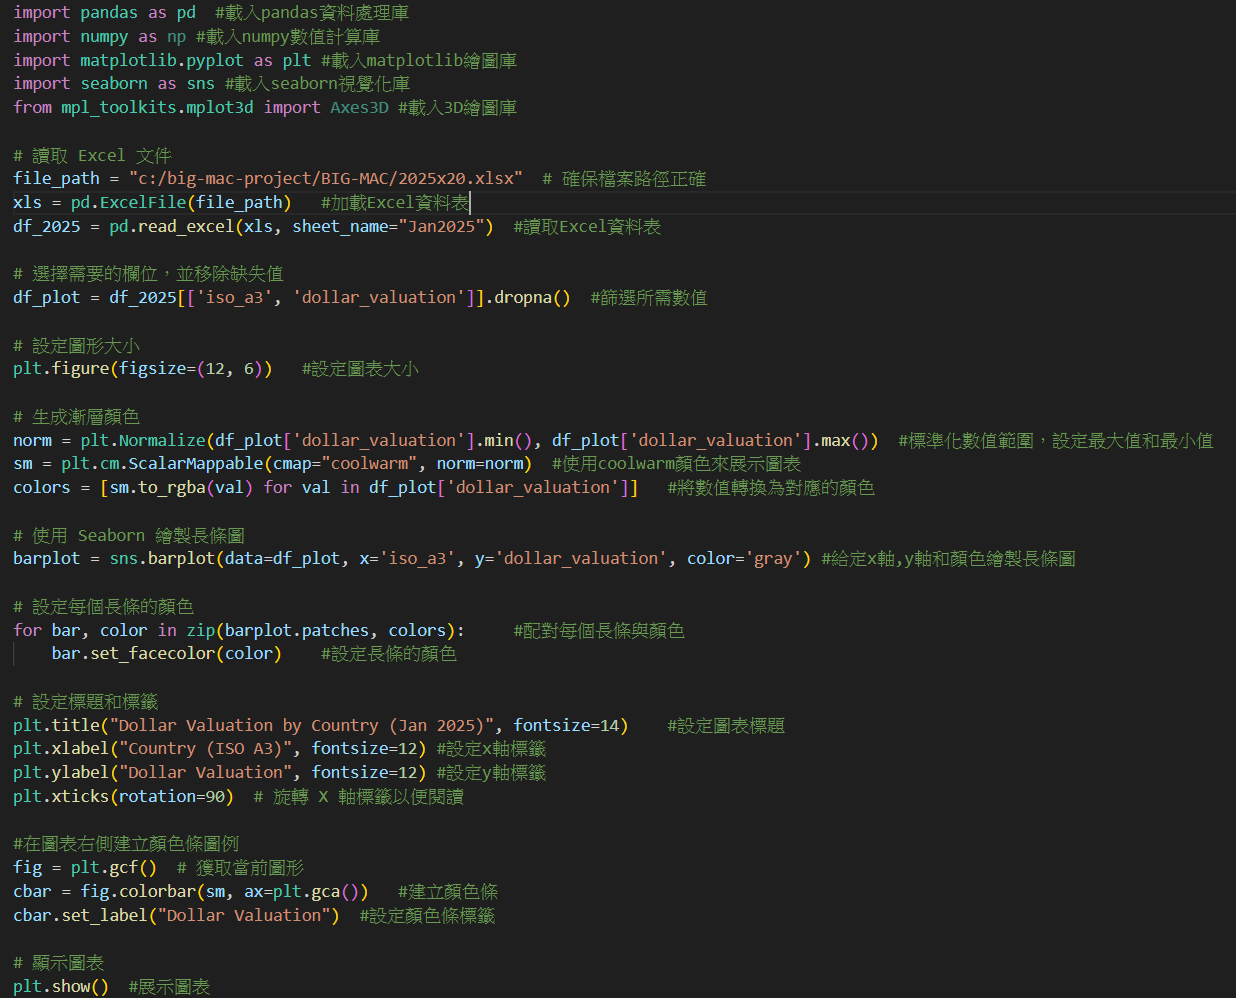 import pandas as pd  #載入pandas資料處理庫
import numpy as np #載入numpy數值計算庫
import matplotlib.pyplot as plt #載入matplotlib繪圖庫
import seaborn as sns #載入seaborn視覺化庫
from mpl_toolkits.mplot3d import Axes3D #載入3D繪圖庫
# 讀取 Excel 文件
file_path = "c:/big-mac-project/BIG-MAC/2025x20.xlsx"  # 確保檔案路徑正確
xls = pd.ExcelFile(file_path)   #加載Excel資料表
df_2025 = pd.read_excel(xls, sheet_name="Jan2025")  #讀取Excel資料表
# 選擇需要的欄位，並移除缺失值
df_plot = df_2025[['iso_a3', 'dollar_valuation']].dropna()  #篩選所需數值
# 設定圖形大小
plt.figure(figsize=(12, 6))   #設定圖表大小
# 生成漸層顏色
norm = plt.Normalize(df_plot['dollar_valuation'].min(), df_plot['dollar_valuation'].max())  #標準化數值範圍，設定最大值和最小值
sm = plt.cm.ScalarMappable(cmap="coolwarm", norm=norm)  #使用coolwarm顏色來展示圖表
colors = [sm.to_rgba(val) for val in df_plot['dollar_valuation']]   #將數值轉換為對應的顏色
# 使用 Seaborn 繪製長條圖
barplot = sns.barplot(data=df_plot, x='iso_a3', y='dollar_valuation', color='gray') #給定x軸,y軸和顏色繪製長條圖
# 設定每個長條的顏色
for bar, color in zip(barplot.patches, colors):     #配對每個長條與顏色
    bar.set_facecolor(color)    #設定長條的顏色
# 設定標題和標籤
plt.title("Dollar Valuation by Country (Jan 2025)", fontsize=14)    #設定圖表標題
plt.xlabel("Country (ISO A3)", fontsize=12) #設定x軸標籤
plt.ylabel("Dollar Valuation", fontsize=12) #設定y軸標籤
plt.xticks(rotation=90)  # 旋轉 X 軸標籤以便閱讀
#在圖表右側建立顏色條圖例
fig = plt.gcf()  # 獲取當前圖形
cbar = fig.colorbar(sm, ax=plt.gca())   #建立顏色條
cbar.set_label("Dollar Valuation")  #設定顏色條標籤
# 顯示圖表
plt.show()  #展示圖表